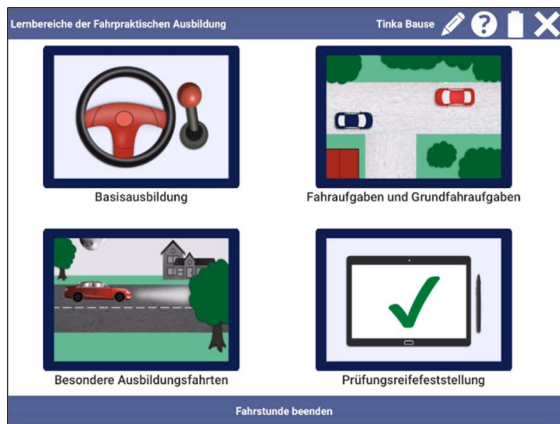 Lernbereiche der Fahrpraktischen Ausbildung
Tinka Bause
?
Basisausbildung
Fahraufgaben und Grundfahraufgaben
Besondere Ausbildungsfahrten
Prüfungsreifefeststellung
Fahrstunde beenden